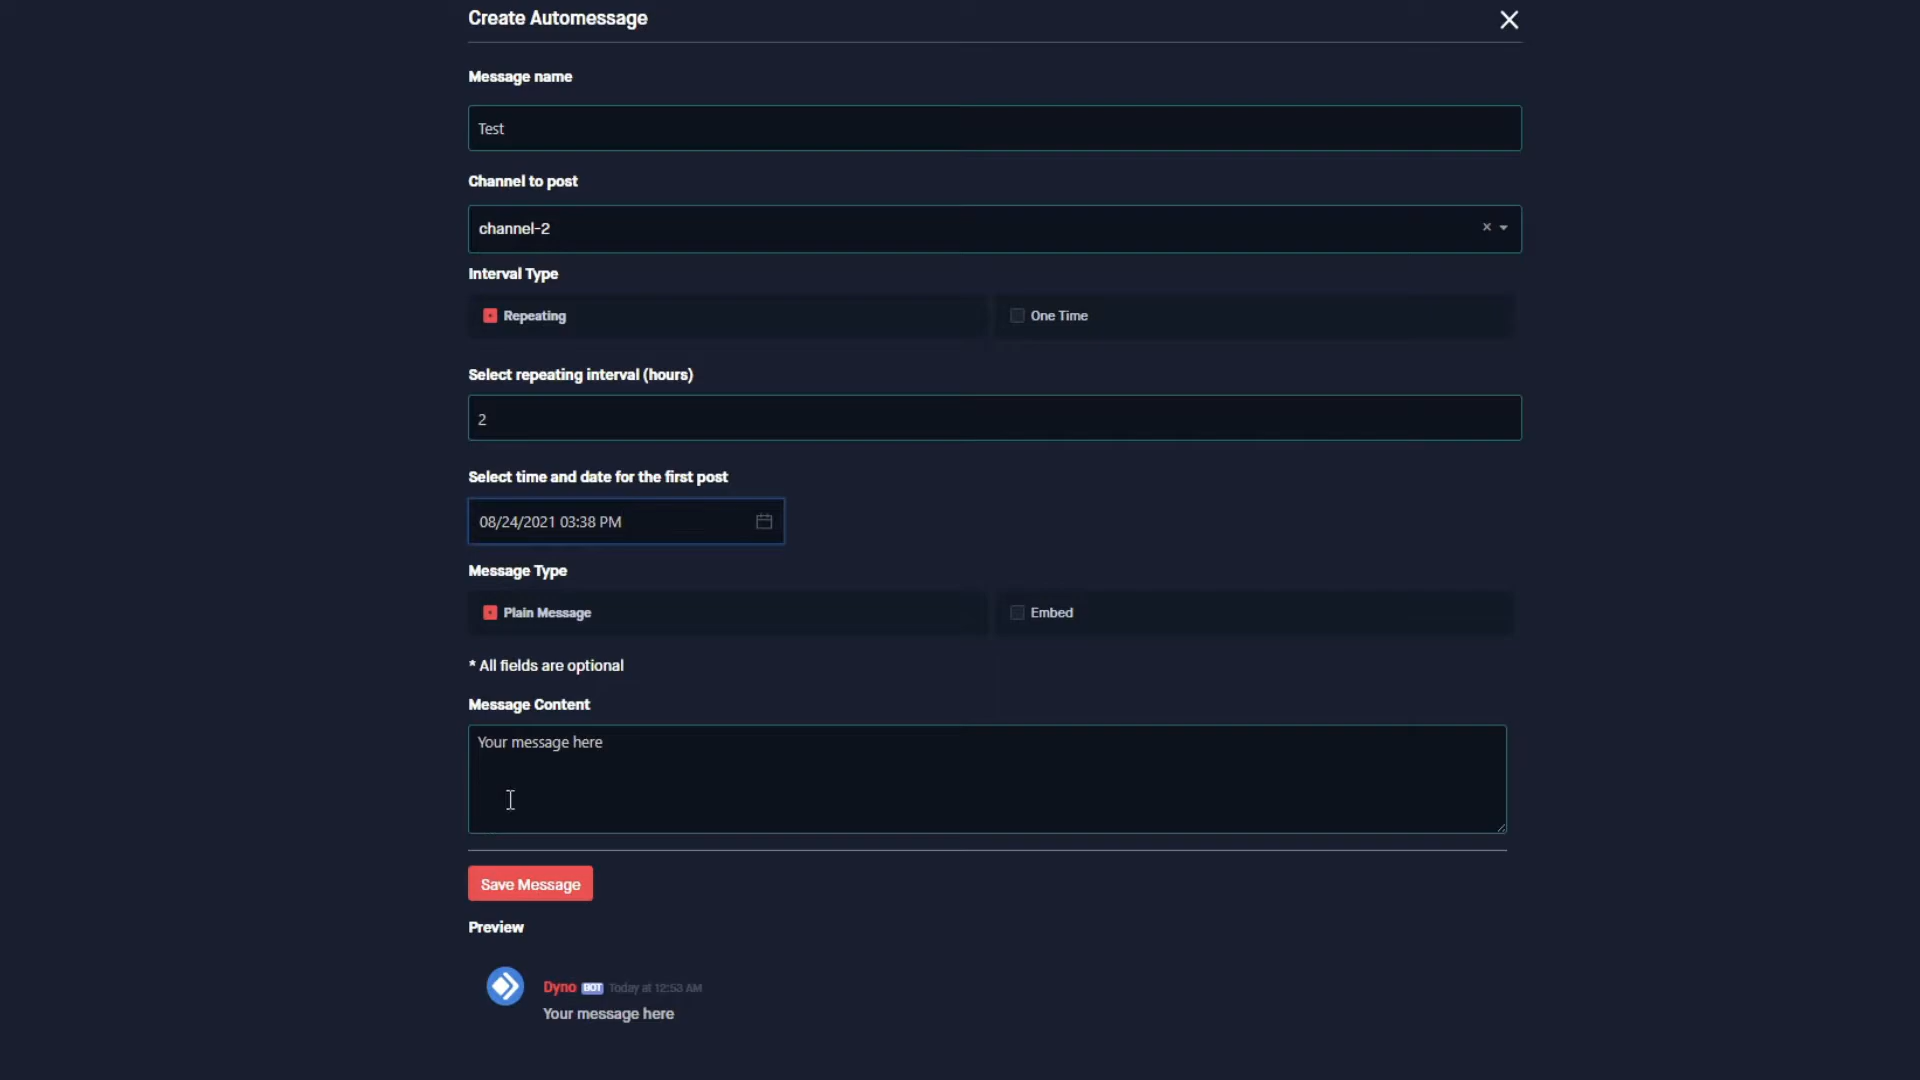 Create Automessage
Message name
Test
Channel to post
channel-2
Interval Type
Repeating
One Time
Select repeating interval (hours)
2
Select time and date for the first post
08/24/2021 03:38 PM
Message Type
Plain Message
Embed
* All fields are optional
Message Content
Your message here
Save Message
Preview
Dyno BOT Today at 12:53 AM
Your message here